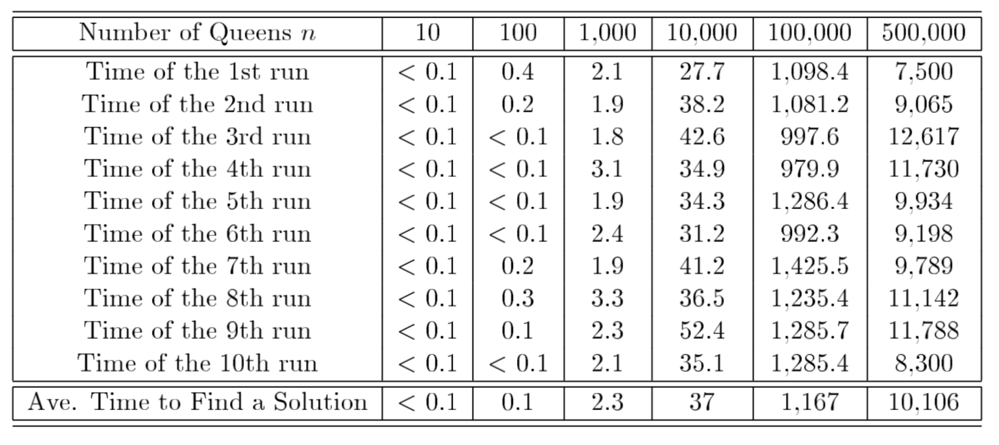 Number of Queens n 10 100 1,000 10,000 100,000 500,000
Time of the 1st run < 0.1 0.4 2.1 27.7 1,098.4 7,500
Time of the 2nd run < 0.1 0.2 1.9 38.2 1,081.2 9,065
Time of the 3rd run < 0.1 < 0.1 1.8 42.6 997.6 12,617
Time of the 4th run < 0.1 < 0.1 3.1 34.9 979.9 11,730
Time of the 5th run < 0.1 < 0.1 1.9 34.3 1,286.4 9,934
Time of the 6th run < 0.1 < 0.1 2.4 31.2 992.3 9,198
Time of the 7th run < 0.1 0.2 1.9 41.2 1,425.5 9,789
Time of the 8th run < 0.1 0.3 3.3 36.5 1,235.4 11,142
Time of the 9th run < 0.1 0.1 2.3 52.4 1,285.7 11,788
Time of the 10th run < 0.1 < 0.1 2.1 35.1 1,285.4 8,300
Ave. Time to Find a Solution < 0.1 0.1 2.3 37 1,167 10,106